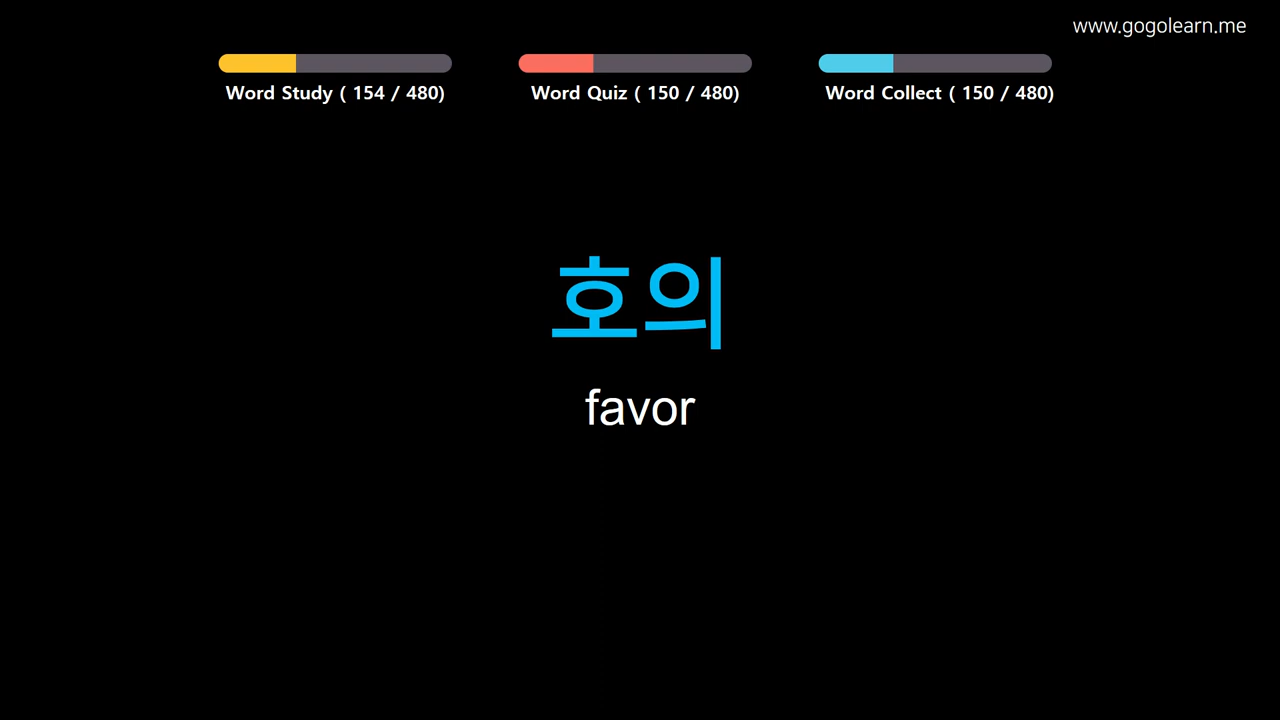 www.gogolearn.me
Word Study ( 154 / 480)
Word Quiz ( 150 / 480)
Word Collect ( 150 / 480)
호의
favor